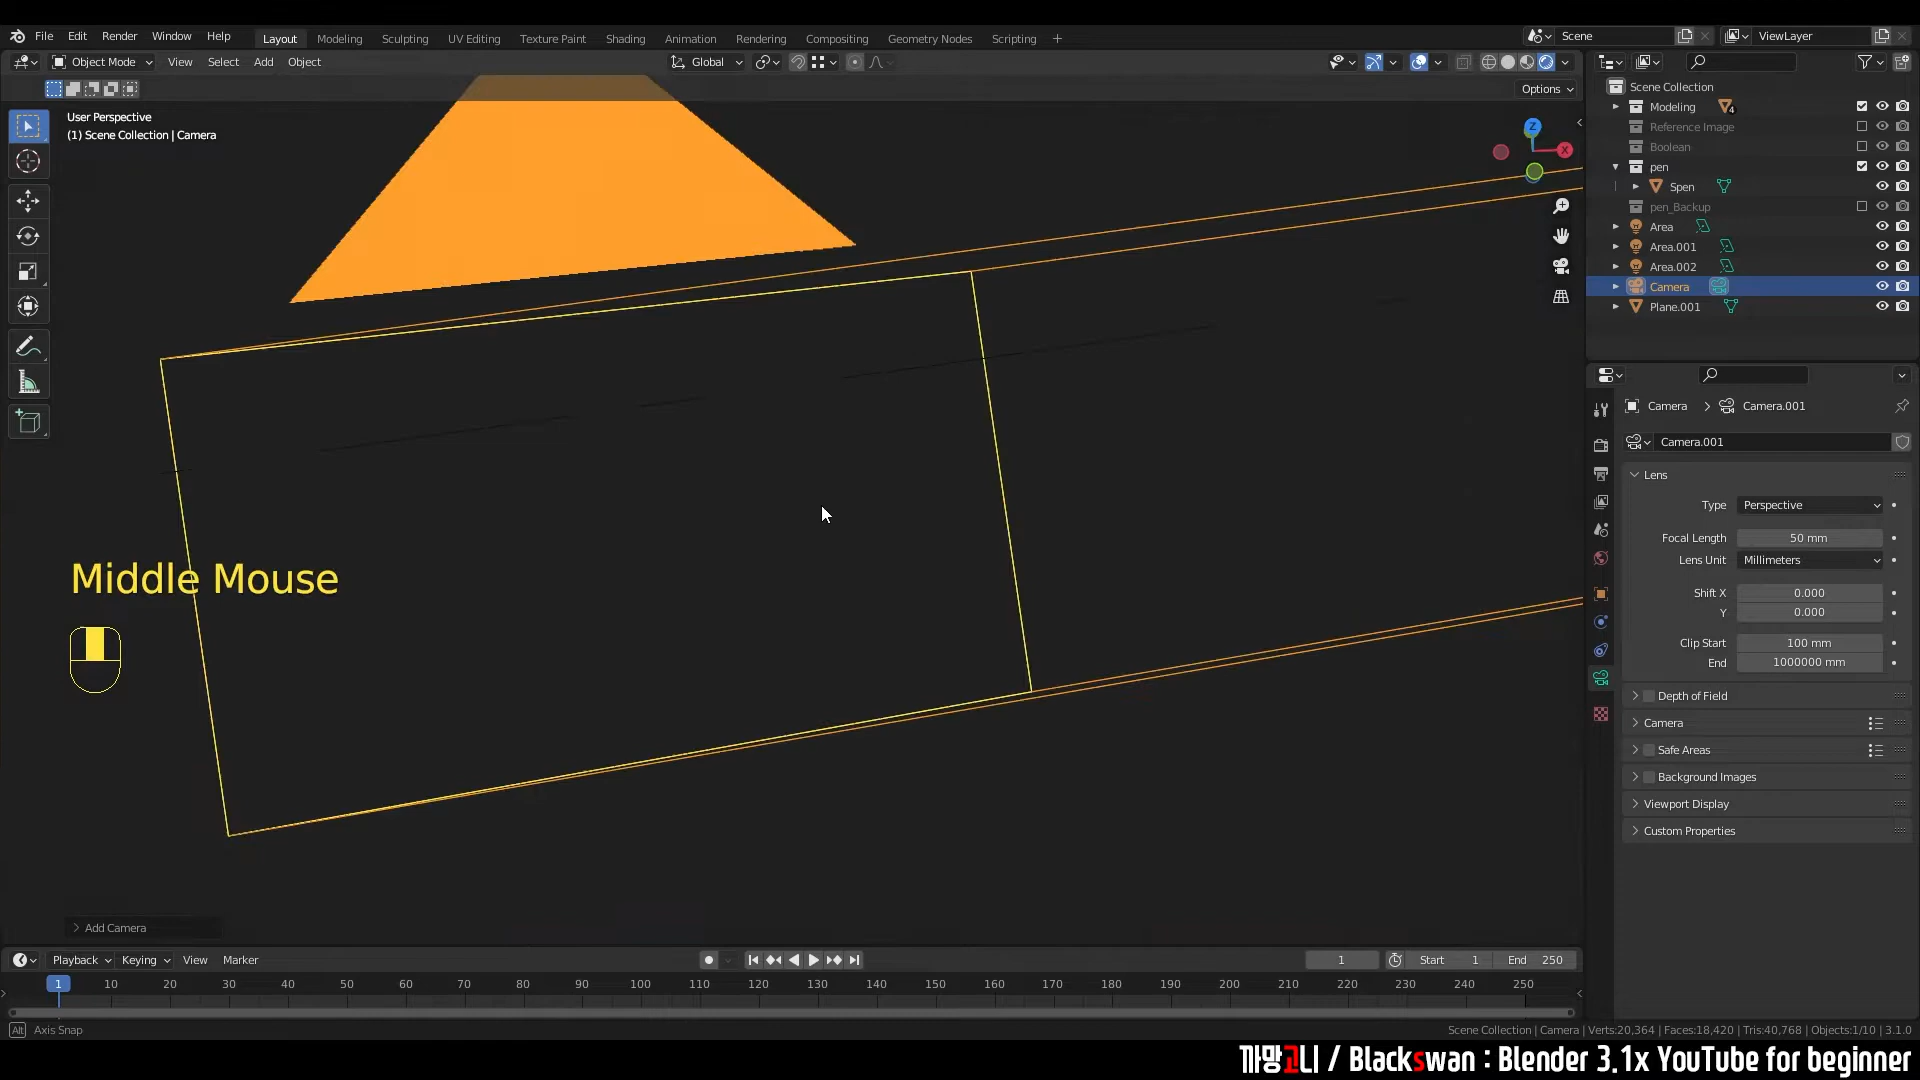 File Edit Render Window Help Layout Modeling Sculpting UV Editing Texture Paint Shading Animation Rendering Compositing Geometry Nodes Scripting + Scene ViewLayer
Object Mode View Select Add Object Global
Options
User Perspective
(1) Scene Collection | Camera
Z
X
Middle Mouse
Add Camera
Scene Collection
Modeling 4
Reference Image
Boolean
pen
Spen
pen_Backup
Area
Area.001
Area.002
Camera
Plane.001
Camera > Camera.001
Camera.001
Lens
Type Perspective
Focal Length 50 mm
Lens Unit Millimeters
Shift X 0.000
Y 0.000
Clip Start 100 mm
End 1000000 mm
Depth of Field
Camera
Safe Areas
Background Images
Viewport Display
Custom Properties
Playback Keying View Marker 1 Start 1 End 250
1 10 20 30 40 50 60 70 80 90 100 110 120 130 140 150 160 170 180 190 200 210 220 230 240 250
Alt Axis Snap Scene Collection | Camera | Verts:20,364 | Faces:18,420 | Tris:40,768 | Objects:1/10 | 3.1.0
까망고니 / Blackswan : Blender 3.1x YouTube for beginner